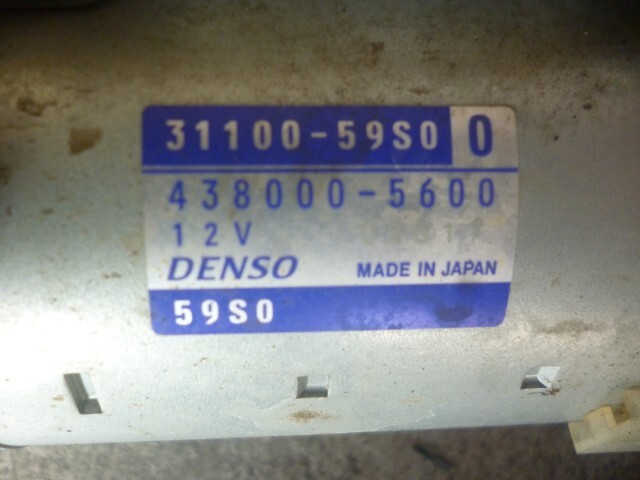 31100-59S0 0
438000-5600
12V
DENSO MADE IN JAPAN
59S0